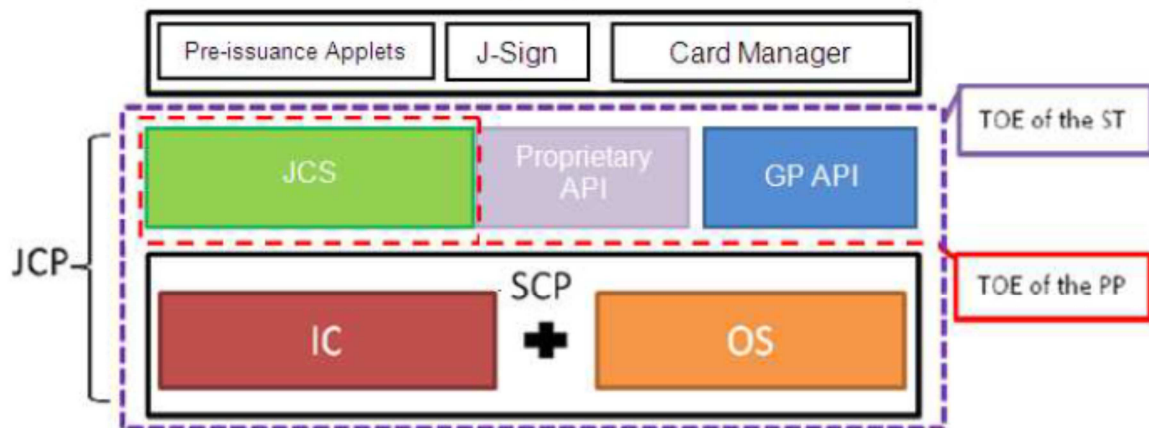 Pre-issuance Applets
J-Sign
Card Manager
TOE of the ST
JCS
Proprietary
API
GP API
JCP
TOE of the PP
SCP
IC
OS